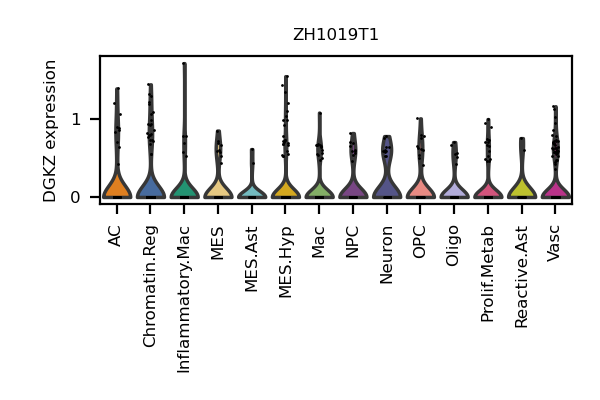 ZH1019T1
DGKZ expression
1
0
AC
Chromatin.Reg
Inflammatory.Mac
MES
MES.Ast
MES.Hyp
Mac
NPC
Neuron
OPC
Oligo
Prolif.Metab
Reactive.Ast
Vasc